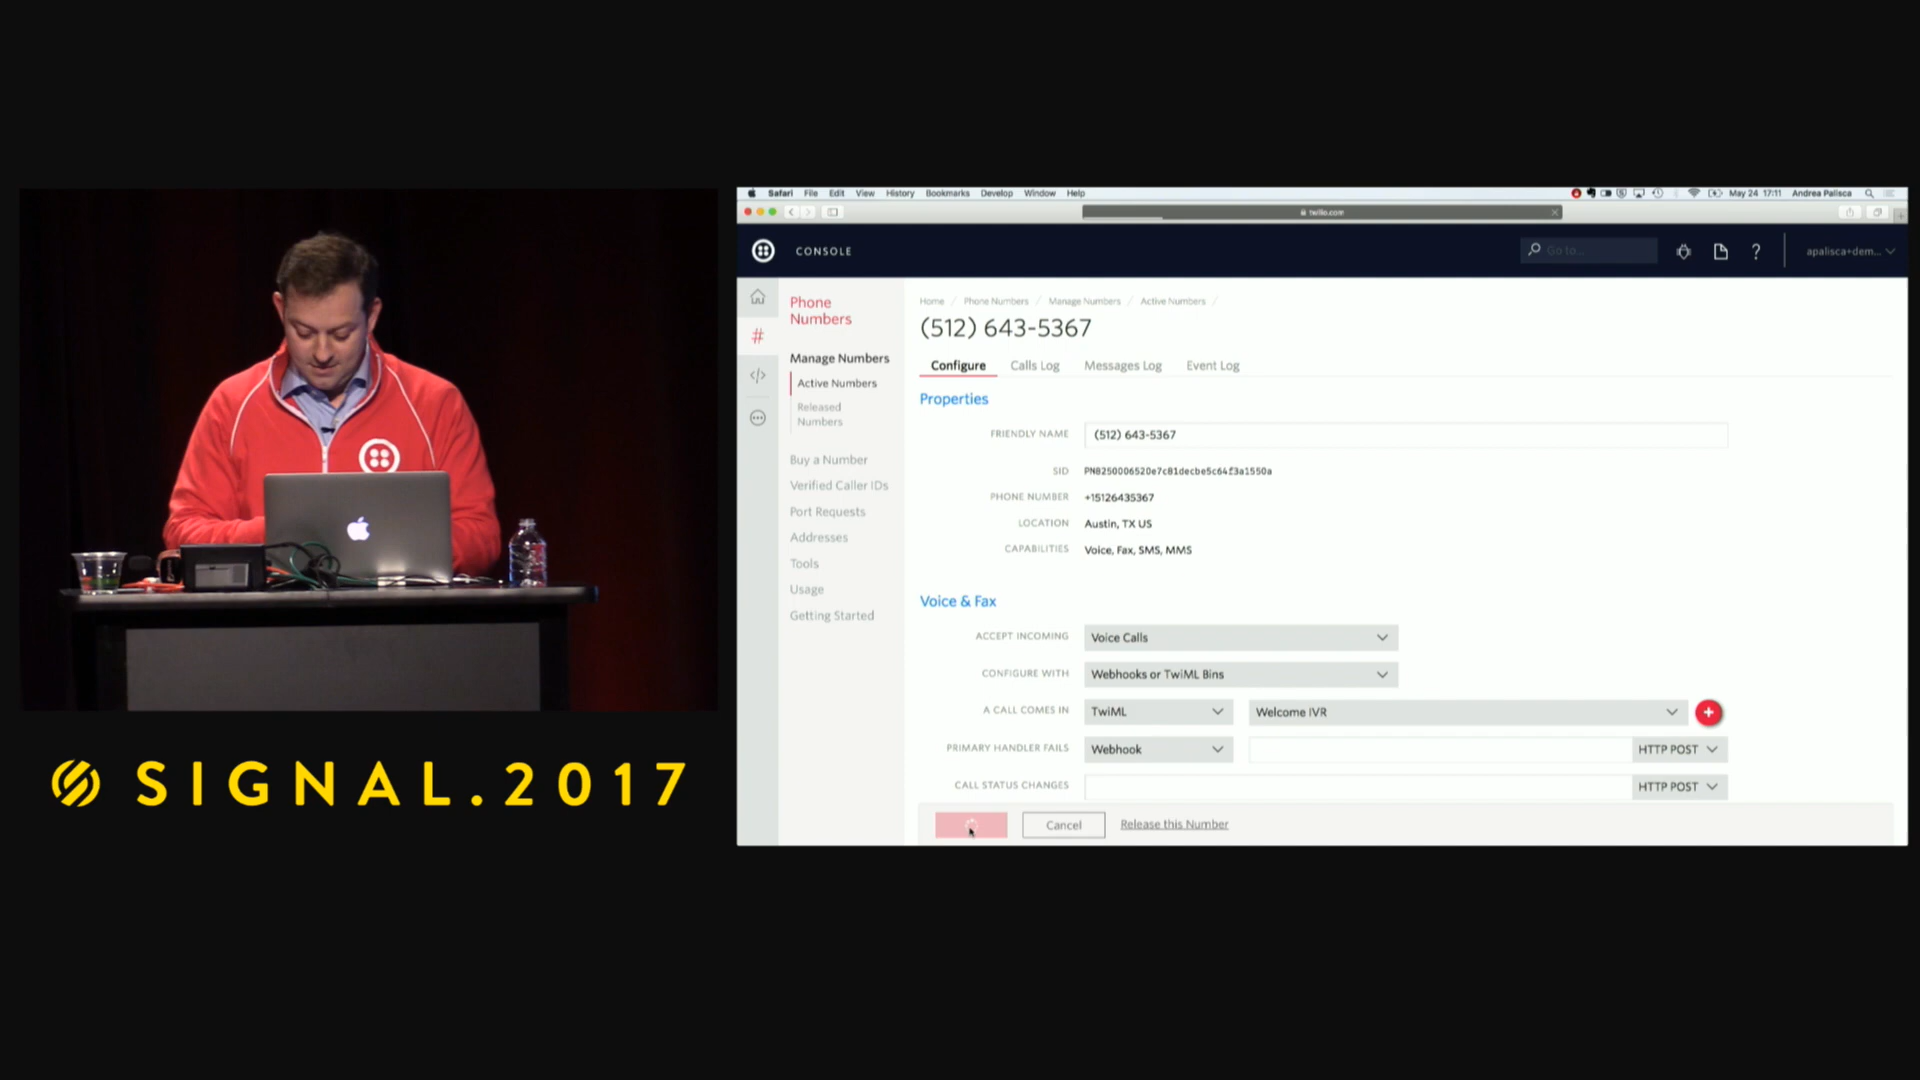 Safari File Edit View History Bookmarks Develop Window Help May 24 17:11 Andrea Palisca
twilio.com
CONSOLE
Go to...
?
apalisca+dem...
Home / Phone Numbers / Manage Numbers / Active Numbers /
(512) 643-5367
Phone
Numbers
Manage Numbers
Active Numbers
Released
Numbers
Buy a Number
Verified Caller IDs
Port Requests
Addresses
Tools
Usage
Getting Started
Configure Calls Log Messages Log Event Log
Properties
FRIENDLY NAME (512) 643-5367
SID PN8250006520e7c81decbe5c64f3a1550a
PHONE NUMBER +15126435367
LOCATION Austin, TX US
CAPABILITIES Voice, Fax, SMS, MMS
Voice & Fax
ACCEPT INCOMING Voice Calls
CONFIGURE WITH Webhooks or TwiML Bins
A CALL COMES IN TwiML Welcome IVR
PRIMARY HANDLER FAILS Webhook HTTP POST
CALL STATUS CHANGES HTTP POST
Cancel Release this Number
SIGNAL.2017